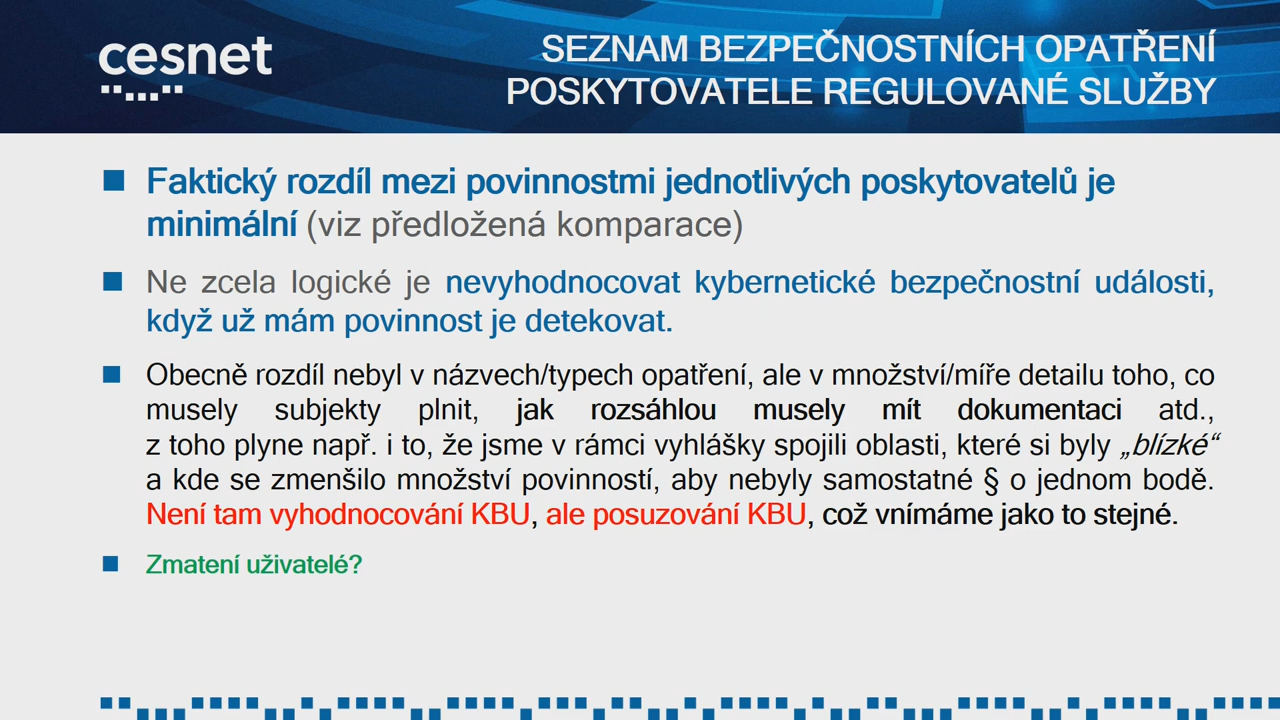 cesnet
SEZNAM BEZPEČNOSTNÍCH OPATŘENÍ
POSKYTOVATELE REGULOVANÉ SLUŽBY
Faktický rozdíl mezi povinnostmi jednotlivých poskytovatelů je
minimální (viz předložená komparace)
Ne zcela logické je nevyhodnocovat kybernetické bezpečnostní události,
když už mám povinnost je detekovat.
Obecně rozdíl nebyl v názvech/typech opatření, ale v množství/míře detailu toho, co
musely subjekty plnit, jak rozsáhlou musely mít dokumentaci atd.,
z toho plyne např. i to, že jsme v rámci vyhlášky spojili oblasti, které si byly „blízké“
a kde se zmenšilo množství povinností, aby nebyly samostatné § o jednom bodě.
Není tam vyhodnocování KBU, ale posuzování KBU, což vnímáme jako to stejné.
Zmatení uživatelé?